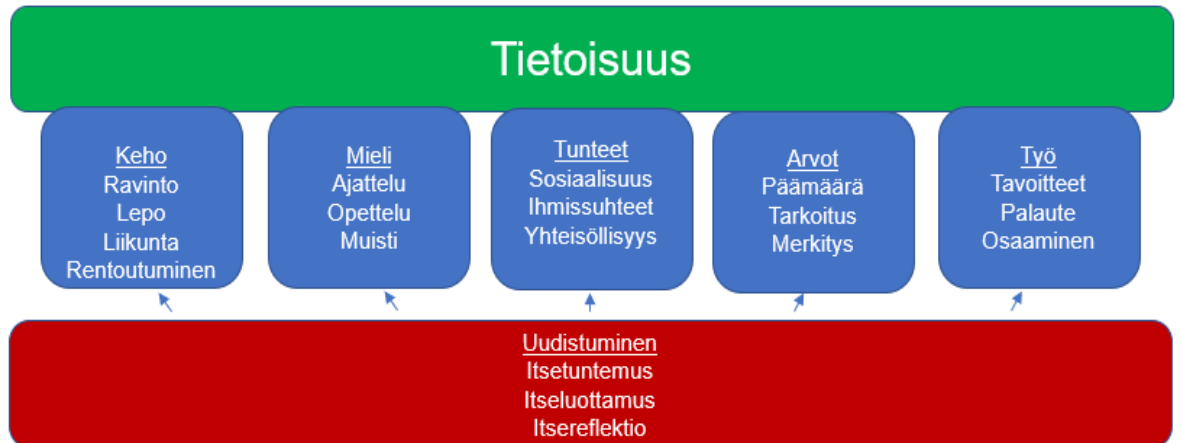 Tietoisuus
Keho
Ravinto
Lepo
Liikunta
Rentoutuminen
Mieli
Ajattelu
Opettelu
Muisti
Tunteet
Sosiaalisuus
Ihmissuhteet
Yhteisöllisyys
Arvot
Päämäärä
Tarkoitus
Merkitys
Työ
Tavoitteet
Palaute
Osaaminen
Uudistuminen
Itsetuntemus
Itseluottamus
Itsereflektio